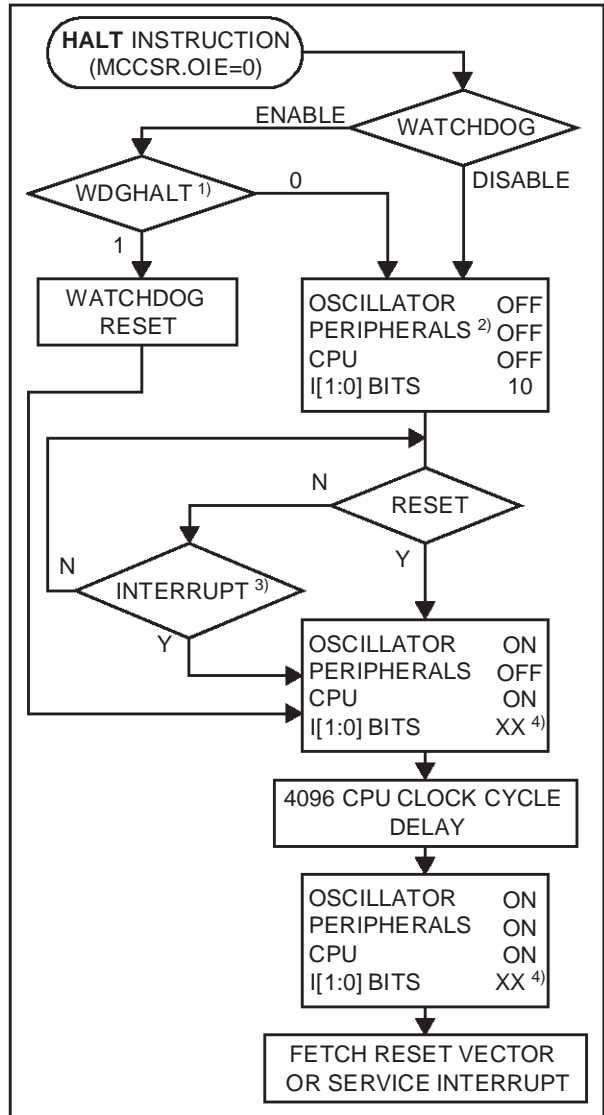 HALT INSTRUCTION
(MCCSR.OIE=0)
ENABLE
WATCHDOG
WDGHALT 1)
0
DISABLE
1
WATCHDOG
RESET
OSCILLATOR OFF
PERIPHERALS 2) OFF
CPU OFF
I[1:0] BITS 10
N
RESET
N
INTERRUPT 3)
Y
Y
OSCILLATOR ON
PERIPHERALS OFF
CPU ON
I[1:0] BITS XX 4)
4096 CPU CLOCK CYCLE
DELAY
OSCILLATOR ON
PERIPHERALS ON
CPU ON
I[1:0] BITS XX 4)
FETCH RESET VECTOR
OR SERVICE INTERRUPT